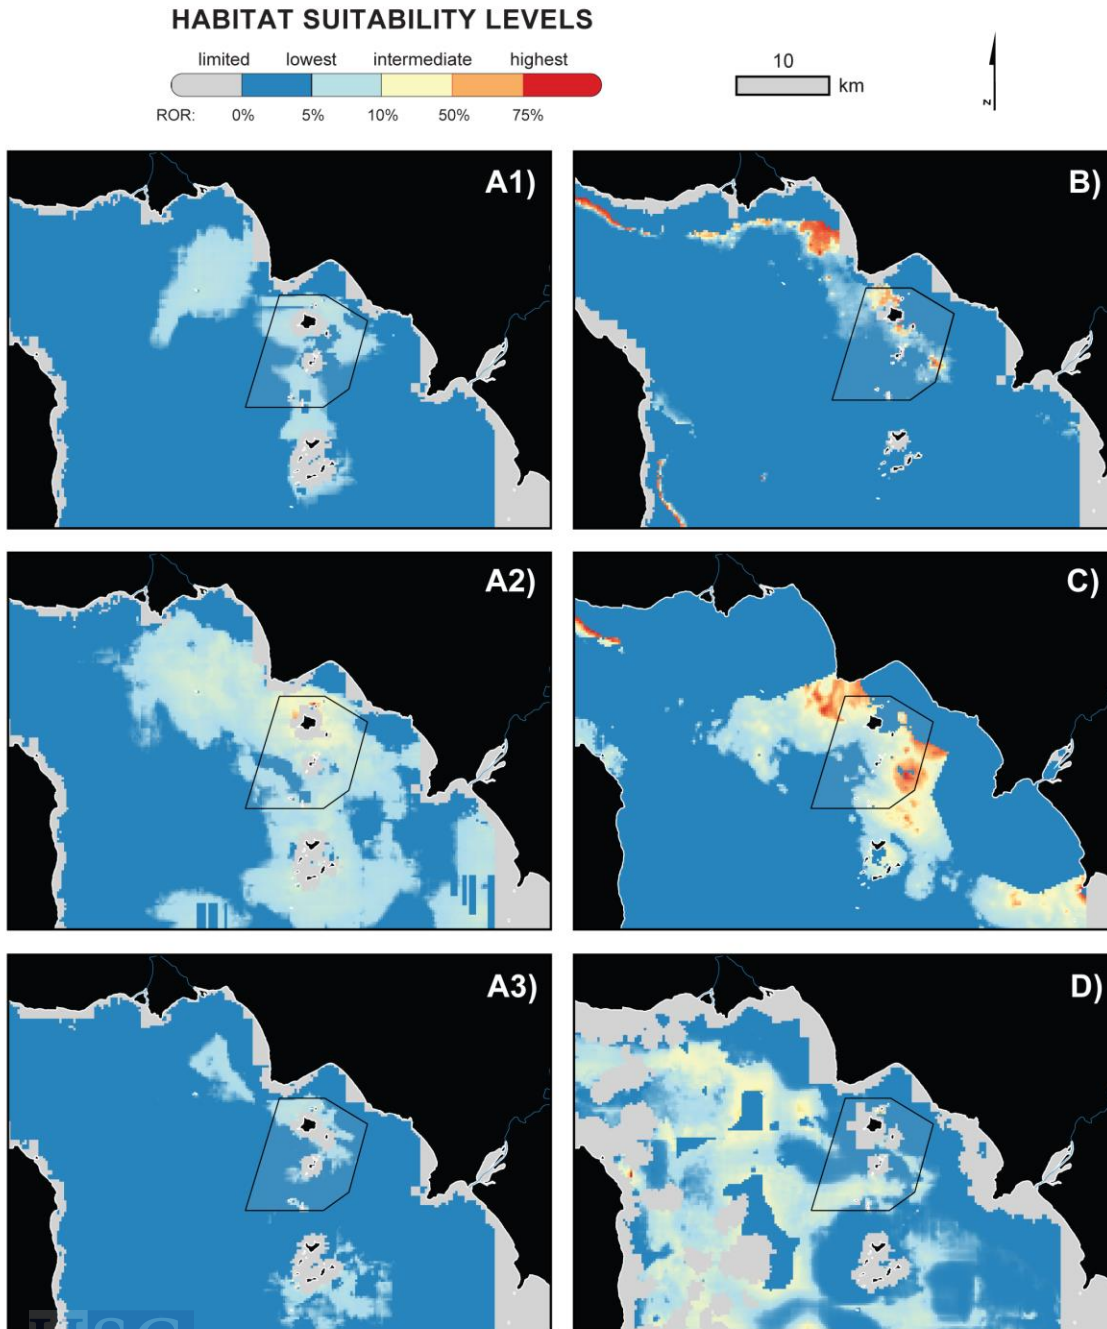 HABITAT SUITABILITY LEVELS
limited lowest intermediate highest
ROR: 0% 5% 10% 50% 75%
10
km
N
A1)
B)
A2)
C)
A3)
D)